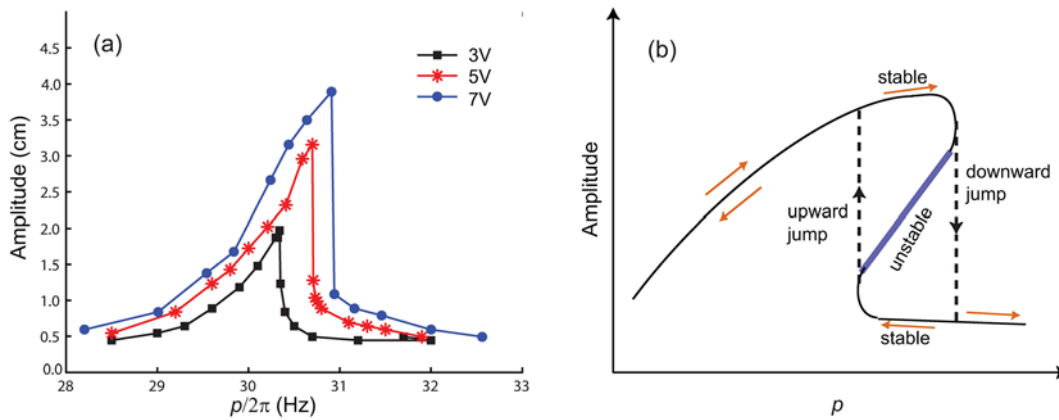 (a)
3V
5V
7V
Amplitude (cm)
4.5
4.0
3.5
3.0
2.5
2.0
1.5
1.0
0.5
0.0
28 29 30 31 32 33
p/2π (Hz)
(b)
stable
downward
jump
upward
jump
unstable
stable
Amplitude
p